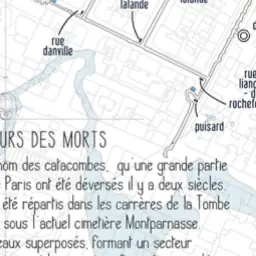 lalande
lalande
rue
danville
rue
- d
rochefo
puisard
URS DES MORTS
nom des catacombes, qu une grande partie
Paris ont été déversés il y a deux siècles,
été répartis dans les carrères de la Tombe
sous l'actuel cimetière Montparnasse.
eaux superposés, formant un secteur